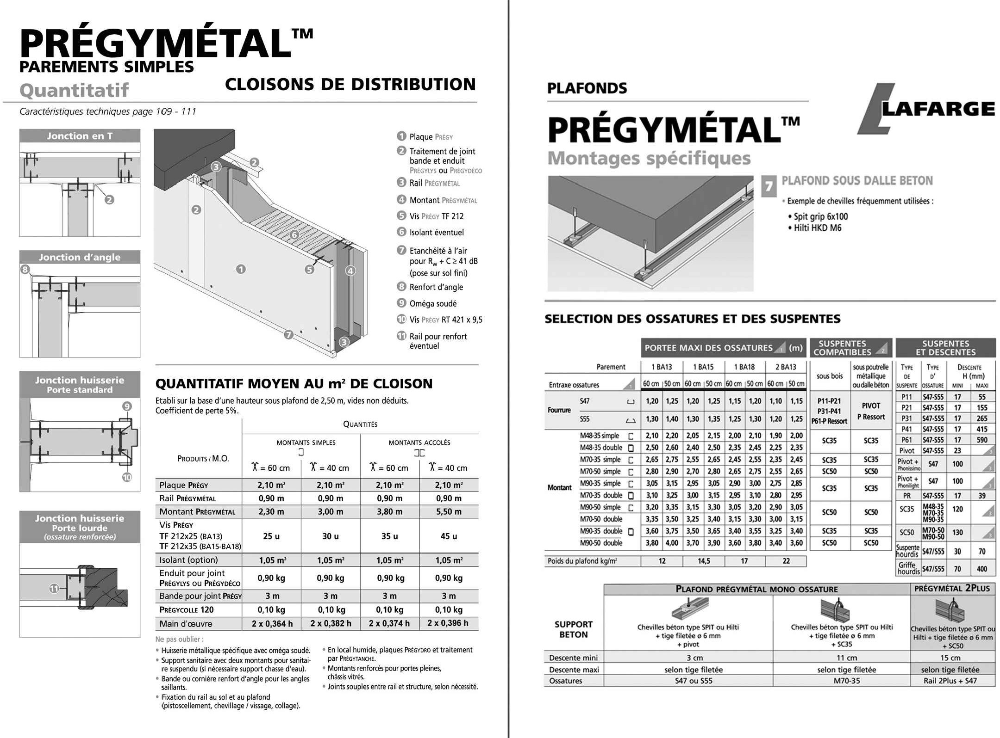 PRÉGYMÉTAL™
PAREMENTS SIMPLES
Quantitatif
CLOISONS DE DISTRIBUTION
Caractéristiques techniques page 109 - 111
Jonction en T
2
Jonction d'angle
8
Jonction huisserie
Porte standard
9
10
Jonction huisserie
Porte lourde
(ossature renforcée)
11
2
3
2
6
1
5
4
7
3
1 Plaque PRÉGY
2 Traitement de joint
bande et enduit
PRÉGYLYS ou PRÉGYDÉCO
3 Rail PRÉGYMÉTAL
4 Montant PRÉGYMÉTAL
5 Vis PRÉGY TF 212
6 Isolant éventuel
7 Etanchéité à l'air
pour Rw + C ≥ 41 dB
(pose sur sol fini)
8 Renfort d'angle
9 Oméga soudé
10 Vis PRÉGY RT 421 x 9,5
11 Rail pour renfort
éventuel
QUANTITATIF MOYEN AU m² DE CLOISON
Etabli sur la base d'une hauteur sous plafond de 2,50 m, vides non déduits.
Coefficient de perte 5%.
QUANTITÉS
MONTANTS SIMPLES MONTANTS ACCOLÉS
PRODUITS / M.O.
= 60 cm = 40 cm = 60 cm = 40 cm
Plaque PRÉGY 2,10 m² 2,10 m² 2,10 m² 2,10 m²
Rail PRÉGYMÉTAL 0,90 m 0,90 m 0,90 m 0,90 m
Montant PRÉGYMÉTAL 2,30 m 3,00 m 3,80 m 5,50 m
Vis PRÉGY
TF 212x25 (BA13) 25 u 30 u 35 u 45 u
TF 212x35 (BA15-BA18)
Isolant (option) 1,05 m² 1,05 m² 1,05 m² 1,05 m²
Enduit pour joint
PRÉGYLYS OU PRÉGYDÉCO 0,90 kg 0,90 kg 0,90 kg 0,90 kg
Bande pour joint PRÉGY 3 m 3 m 3 m 3 m
PRÉGYCOLLE 120 0,10 kg 0,10 kg 0,10 kg 0,10 kg
Main d'œuvre 2 x 0,364 h 2 x 0,382 h 2 x 0,374 h 2 x 0,396 h
Ne pas oublier :
• Huisserie métallique spécifique avec oméga soudé.
• Support sanitaire avec deux montants pour sanitai-
re suspendu (si nécessaire support chasse d'eau).
• Bande ou cornière renfort d'angle pour les angles
saillants.
• Fixation du rail au sol et au plafond
(pistoscellement, chevillage / vissage, collage).
• En local humide, plaques PRÉGYDRO et traitement
par PRÉGYTANCHE.
• Montants renforcés pour portes pleines,
châssis vitrés.
• Joints souples entre rail et structure, selon nécessité.
PLAFONDS
LAFARGE
PRÉGYMÉTAL™
Montages spécifiques
7 PLAFOND SOUS DALLE BETON
• Exemple de chevilles fréquemment utilisées :
• Spit grip 6x100
• Hilti HKD M6
SELECTION DES OSSATURES ET DES SUSPENTES
PORTEE MAXI DES OSSATURES 1 (m)
Parement 1 BA13 1 BA15 1 BA18 2 BA13
Entraxe ossatures 1 60 cm 50 cm 60 cm 50 cm 60 cm 50 cm 60 cm 50 cm
Fourrure
S47 1,20 1,25 1,20 1,25 1,15 1,20 1,10 1,15
S55 1,30 1,40 1,30 1,35 1,25 1,30 1,20 1,25
Montant
M48-35 simple 2,10 2,20 2,05 2,15 2,00 2,10 1,90 2,00
M48-35 double 2,50 2,60 2,40 2,50 2,35 2,45 2,25 2,35
M70-35 simple 2,65 2,75 2,55 2,65 2,45 2,55 2,35 2,45
M70-50 simple 2,80 2,90 2,70 2,80 2,65 2,75 2,55 2,65
M90-35 simple 3,05 3,15 2,95 3,05 2,90 3,00 2,75 2,85
M70-35 double 3,10 3,25 3,00 3,15 2,95 3,10 2,80 2,95
M90-50 simple 3,20 3,35 3,15 3,30 3,05 3,20 2,90 3,05
M70-50 double 3,35 3,50 3,25 3,40 3,15 3,30 3,00 3,15
M90-35 double 3,60 3,75 3,50 3,65 3,40 3,55 3,25 3,40
M90-50 double 3,80 4,00 3,70 3,90 3,60 3,80 3,40 3,60
Poids du plafond kg/m² 12 14,5 17 22
SUSPENTES
COMPATIBLES 2
sous bois
sous poutrelle
métallique
ou dalle béton
P11-P21
P31-P41
P61-P Ressort
PIVOT
P Ressort
SC35 SC35
SC35 SC35
SC50 SC50
SC35 SC35
SC50 SC50
SC35 SC35
SC50 SC50
SUSPENTES
ET DESCENTES
TYPE DE SUSPENTE
TYPE D' OSSATURE
DESCENTE H (mm)
MINI MAXI
P11 S47-S55 17 55
P21 S47-S55 17 155
P31 S47-S55 17 265
P41 S47-S55 17 415
P61 S47-S55 17 590
Pivot S47-S55 23 3
Pivot +
Phonissimo S47 100 3
Pivot +
Phonilight S47 100 3
PR S47-S55 17 39
SC35 M48-35
M70-35
M90-35 120 3
SC50 M70-50
M90-50 130 3
Suspente
hourdis S47/S55 30 70
Griffe
hourdis S47/S55 70 400
PLAFOND PRÉGYMÉTAL MONO OSSATURE PRÉGYMÉTAL 2PLUS
SUPPORT
BETON
Chevilles béton type SPIT ou Hilti
+ tige filetée ø 6 mm
+ pivot
Chevilles béton type SPIT ou Hilti
+ tige filetée ø 6 mm
+ SC35
Chevilles béton type SPIT ou
Hilti + tige filetée ø 6 mm
+ SC50
Descente mini 3 cm 11 cm 15 cm
Descente maxi selon tige filetée selon tige filetée selon tige filetée
Ossatures S47 ou S55 M70-35 Rail 2Plus + S47